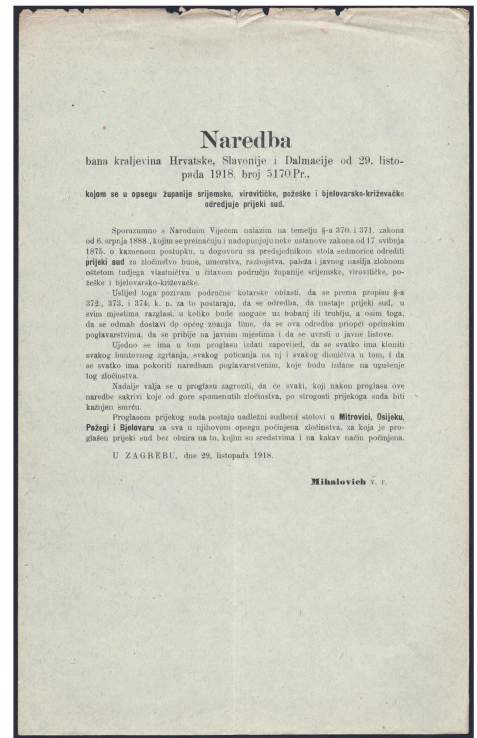 Naredba
bana kraljevina Hrvatske, Slavonije i Dalmacije od 29. listo-
pada 1918. broj 5170/Pr.,
kojom se u opsegu županije srijemske, virovitičke, požeške i bjelovarsko-križevačke
odredjuje prijeki sud.
Sporazumno s Narodnim Vijećem nalazim na temelju §-a 370. i 371. zakona
od 6. srpnja 1888., kojim se preinačuju i nadopunjuju neke ustanove zakona od 17. svibnja
1875. o kaznenom postupku, u dogovoru sa predsjednikom stola sedmorice odrediti
prijeki sud za zločinstvo bune, umorstva, razbojstva, paleža i javnog nasilja zlobnom
oštetom tudjega vlasničtva u čitavom području županije srijemske, virovitičke, po-
žeške i bjelovarsko-križevačke.
Uslijed toga pozivam područne kotarske oblasti, da se prema propisu §-a
372., 373. i 374. k. n. za to postaraju, da se odredba, da nastaje prijeki sud, u
svim mjestima razglasi, u koliko bude moguće uz bubanj ili trublju, a osim toga,
da se odmah dostavi do općeg znanja time, da se ova odredba priopći općinskim
poglavarstvima, da se pribije na javnim mjestima i da se uvrsti u javne listove.
Ujedno se ima u tom proglasu izdati zapovijed, da se svatko ima kloniti
svakog buntovnog zgrtanja, svakog poticanja na nj i svakog dioničtva u tom, i da
se svatko ima pokoriti naredbam poglavarstvenim, koje budu izdane na ugušenje
tog zločinstva.
Nadalje valja se u proglasu zagroziti, da će svaki, koji nakon proglasa ove
naredbe sakrivi koje od gore spomenutih zločinstva, po strogosti prijekoga suda biti
kažnjen smrću.
Proglasom prijekog suda postaju nadležni sudbeni stolovi u Mitrovici, Osijeku,
Požegi i Bjelovaru za sva u njihovom opsegu počinjena zločinstva, za koja je pro-
glašen prijeki sud bez obzira na to, kojim su sredstvima i na kakav način počinjena.
U ZAGREBU, dne 29. listopada 1918.
Mihalovich v. r.